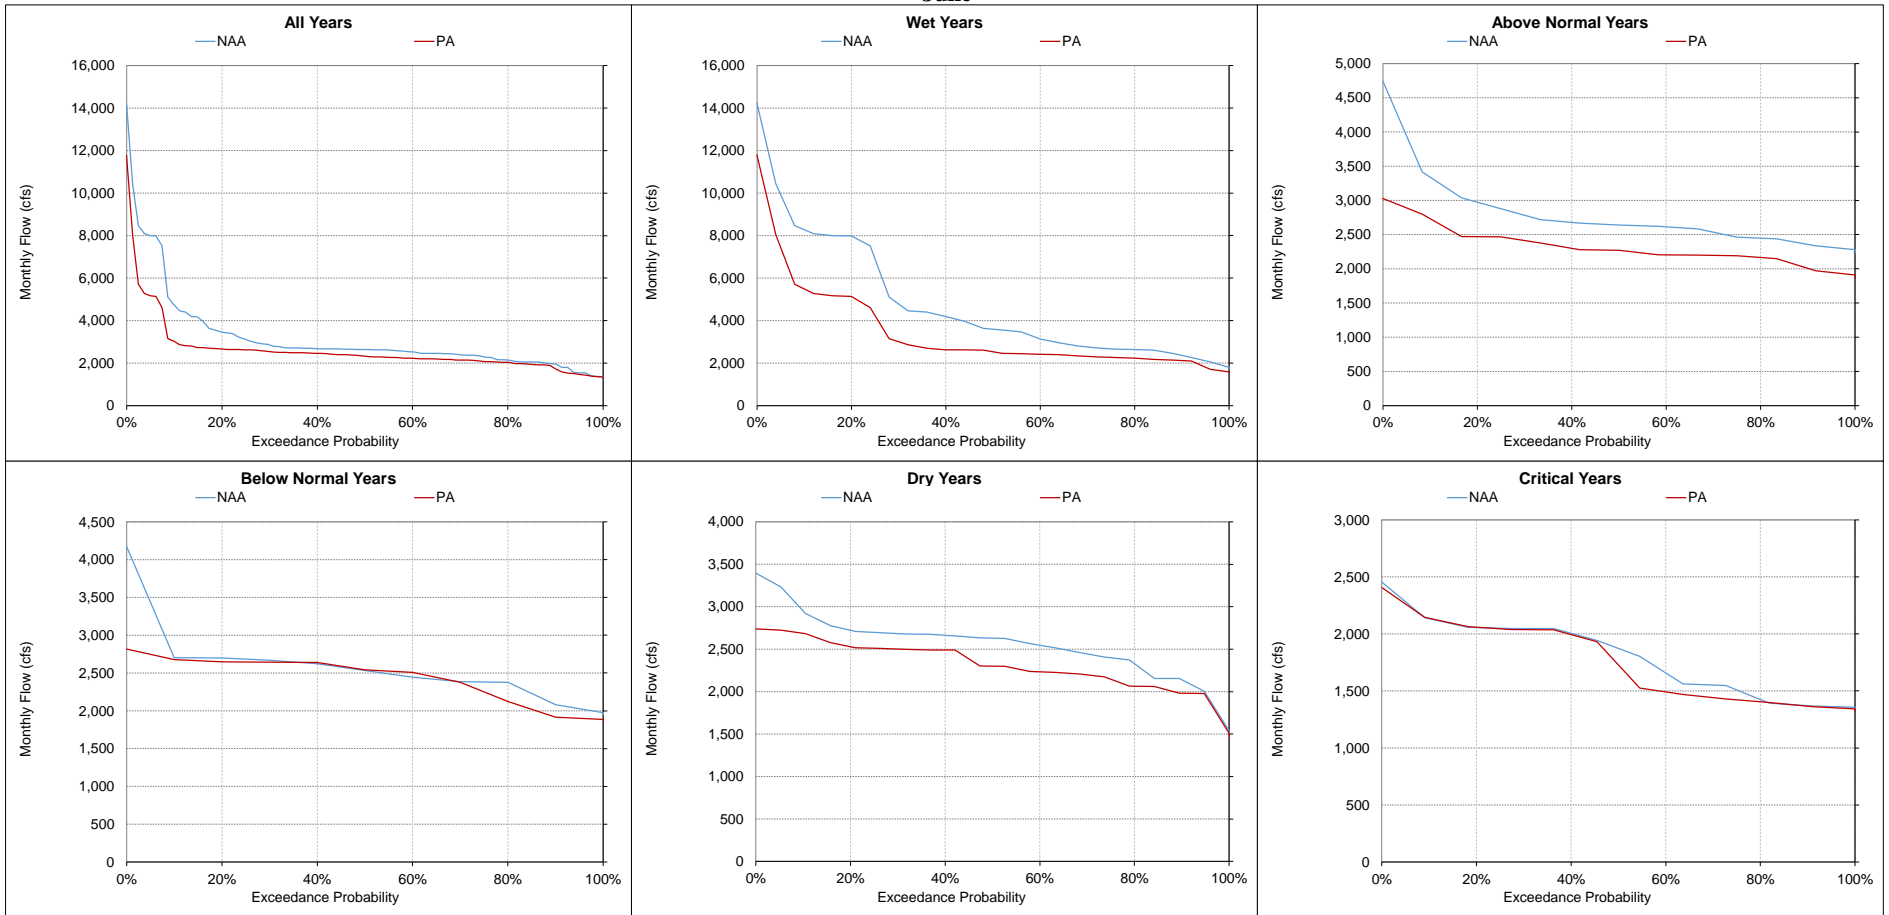 All Years
NAA PA
16,000
14,000
12,000
10,000
8,000
6,000
4,000
2,000
0
Monthly Flow (cfs)
0% 20% 40% 60% 80% 100%
Exceedance Probability
Wet Years
NAA PA
16,000
14,000
12,000
10,000
8,000
6,000
4,000
2,000
0
Monthly Flow (cfs)
0% 20% 40% 60% 80% 100%
Exceedance Probability
Above Normal Years
NAA PA
5,000
4,500
4,000
3,500
3,000
2,500
2,000
1,500
1,000
500
0
Monthly Flow (cfs)
0% 20% 40% 60% 80% 100%
Exceedance Probability
Below Normal Years
NAA PA
4,500
4,000
3,500
3,000
2,500
2,000
1,500
1,000
500
0
Monthly Flow (cfs)
0% 20% 40% 60% 80% 100%
Exceedance Probability
Dry Years
NAA PA
4,000
3,500
3,000
2,500
2,000
1,500
1,000
500
0
Monthly Flow (cfs)
0% 20% 40% 60% 80% 100%
Exceedance Probability
Critical Years
NAA PA
3,000
2,500
2,000
1,500
1,000
500
0
Monthly Flow (cfs)
0% 20% 40% 60% 80% 100%
Exceedance Probability